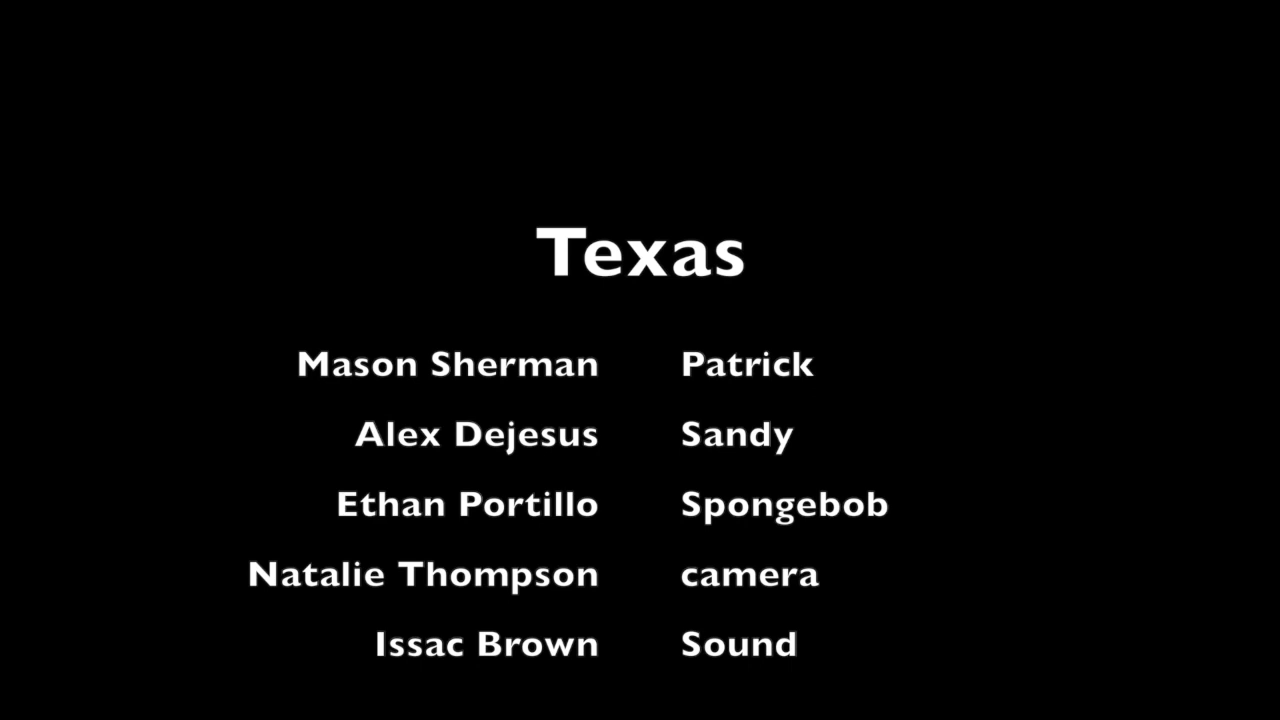 Texas
Mason Sherman Patrick
Alex Dejesus Sandy
Ethan Portillo Spongebob
Natalie Thompson camera
Issac Brown Sound